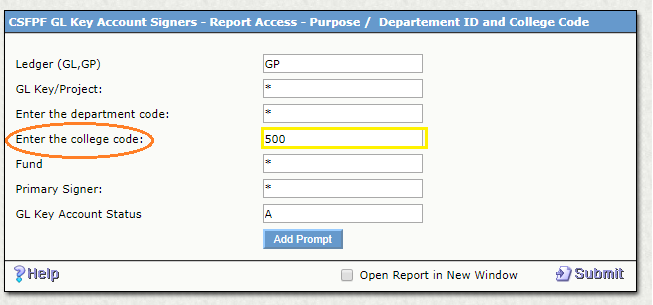 CSFPF GL Key Account Signers - Report Access - Purpose / Departement ID and College Code
Ledger (GL,GP) GP
GL Key/Project: *
Enter the department code: *
Enter the college code: 500
Fund *
Primary Signer: *
GL Key Account Status A
Add Prompt
? Help Open Report in New Window Submit